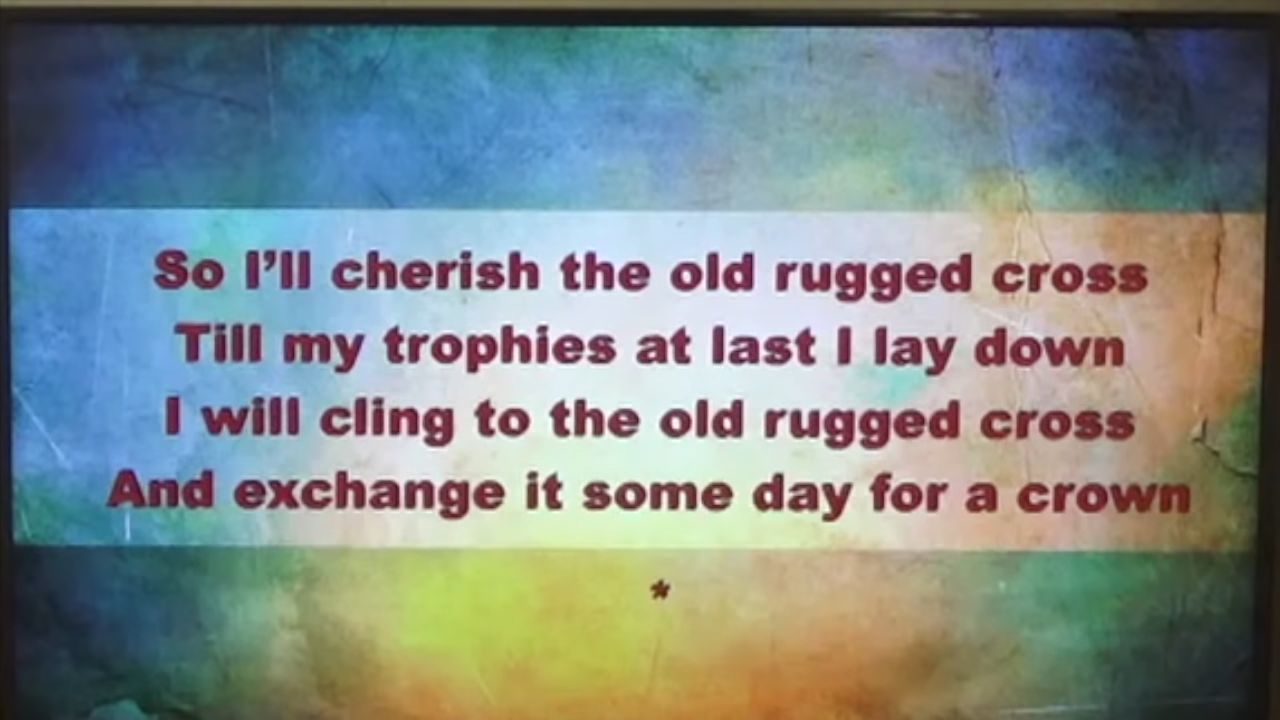 So I'll cherish the old rugged cross
Till my trophies at last I lay down
I will cling to the old rugged cross
And exchange it some day for a crown
*